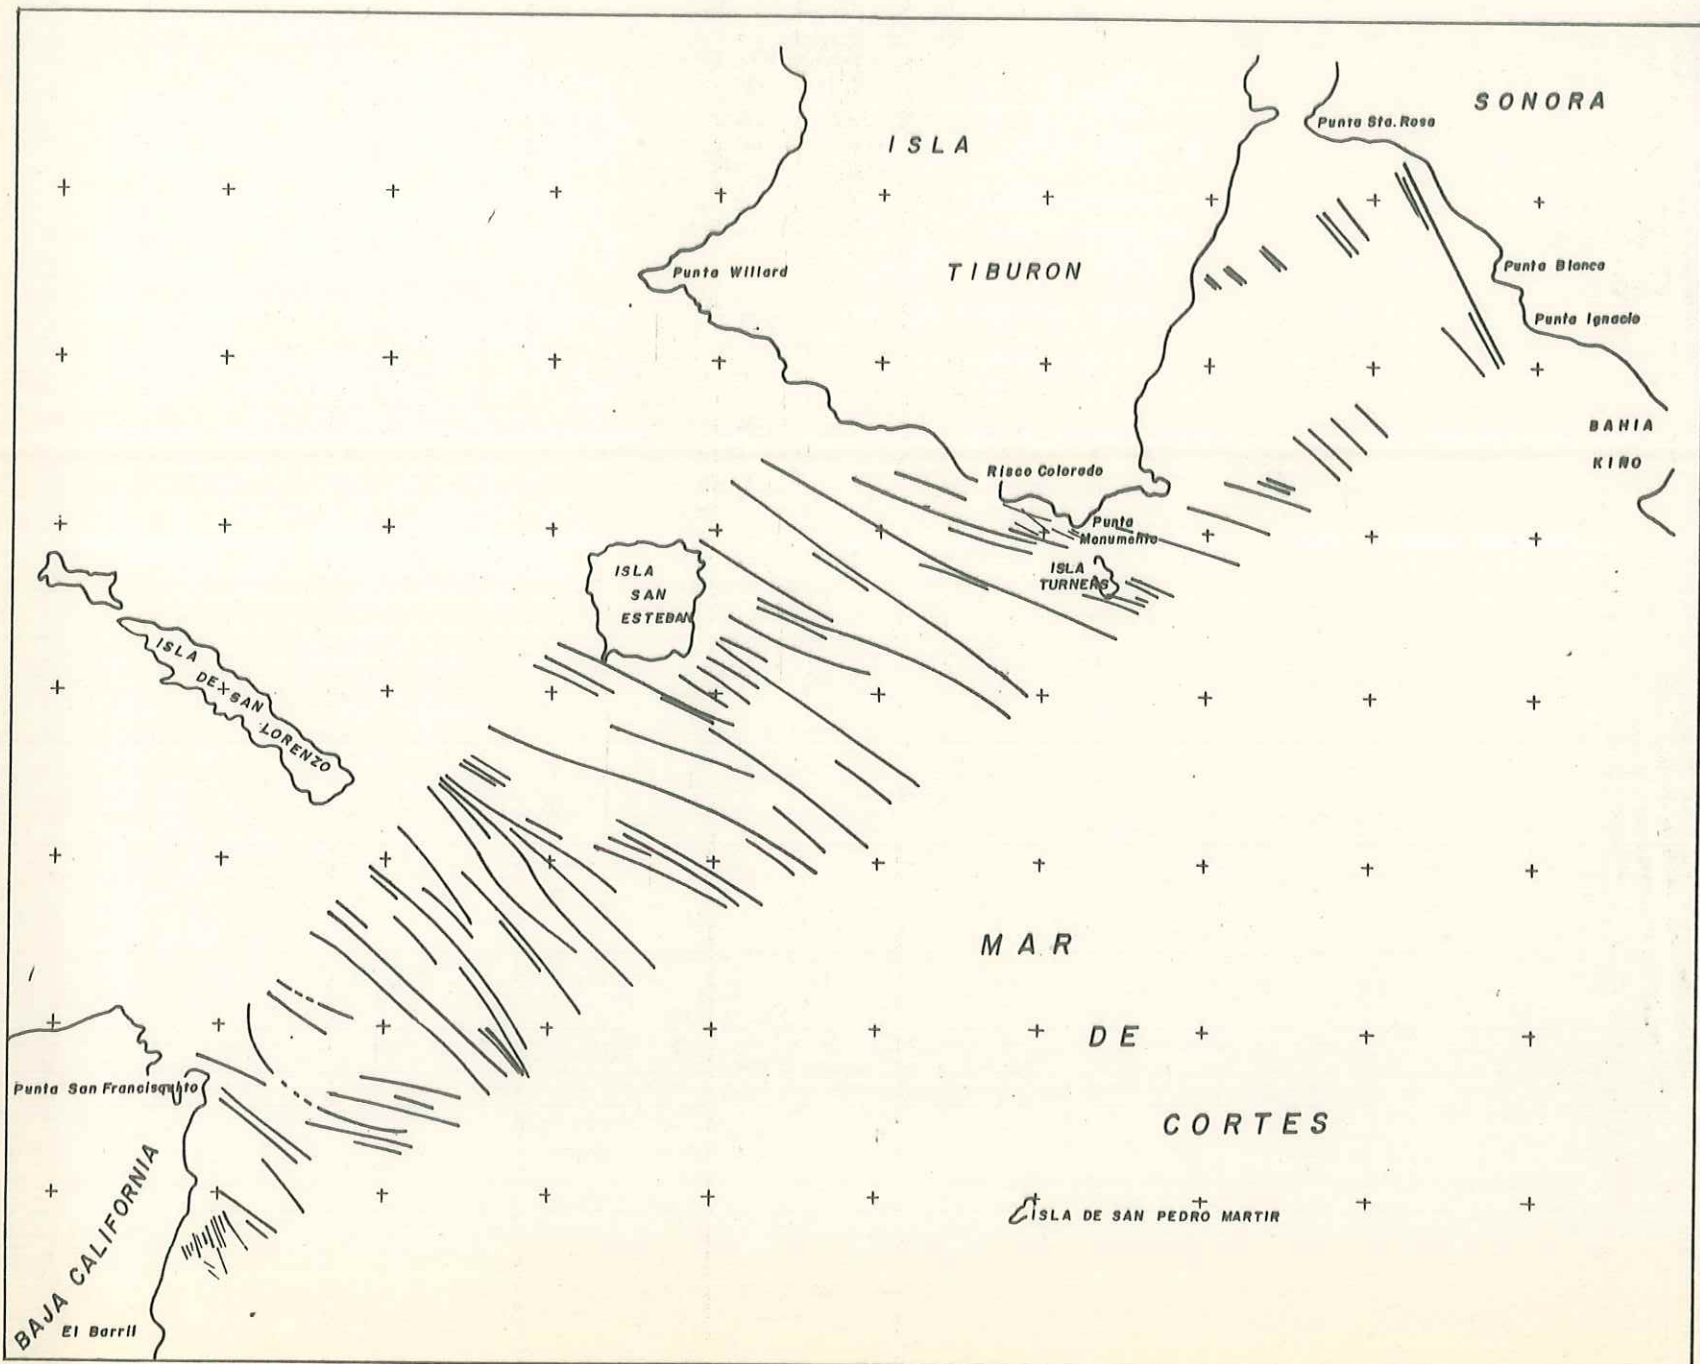 SONORA
Punta Sta. Rosa
ISLA
TIBURON
Punta Willard
Punta Blanca
Punta Ignacio
BAHIA
KINO
Risco Colorado
Punta
Monumento
ISLA
TURNERS
ISLA
SAN
ESTEBAN
ISLA
DE SAN
LORENZO
MAR
DE
CORTES
Punta San Francisquito
BAJA CALIFORNIA
ISLA DE SAN PEDRO MARTIR
El Barril